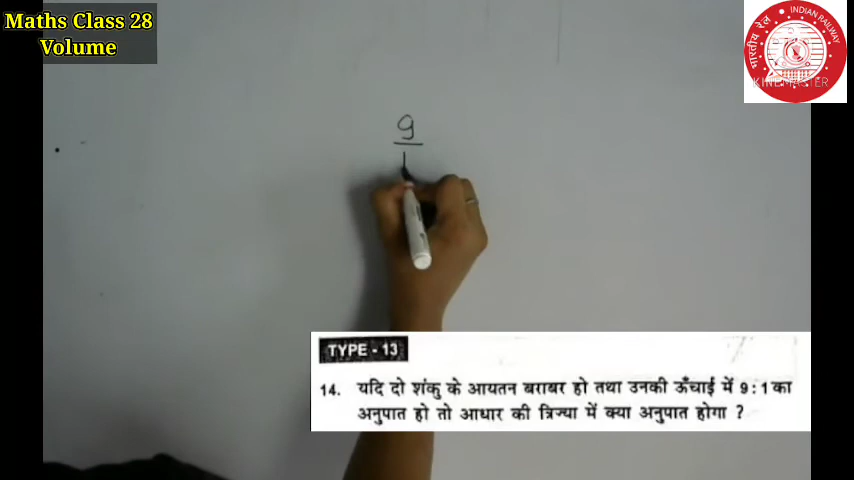 Maths Class 28
Volume
भारतीय रेल
INDIAN RAILWAY
KINEMASTER
9
1
TYPE - 13
14. यदि दो शंकु के आयतन बराबर हो तथा उनकी ऊँचाई में 9 : 1 का
अनुपात हो तो आधार की त्रिज्या में क्या अनुपात होगा ?